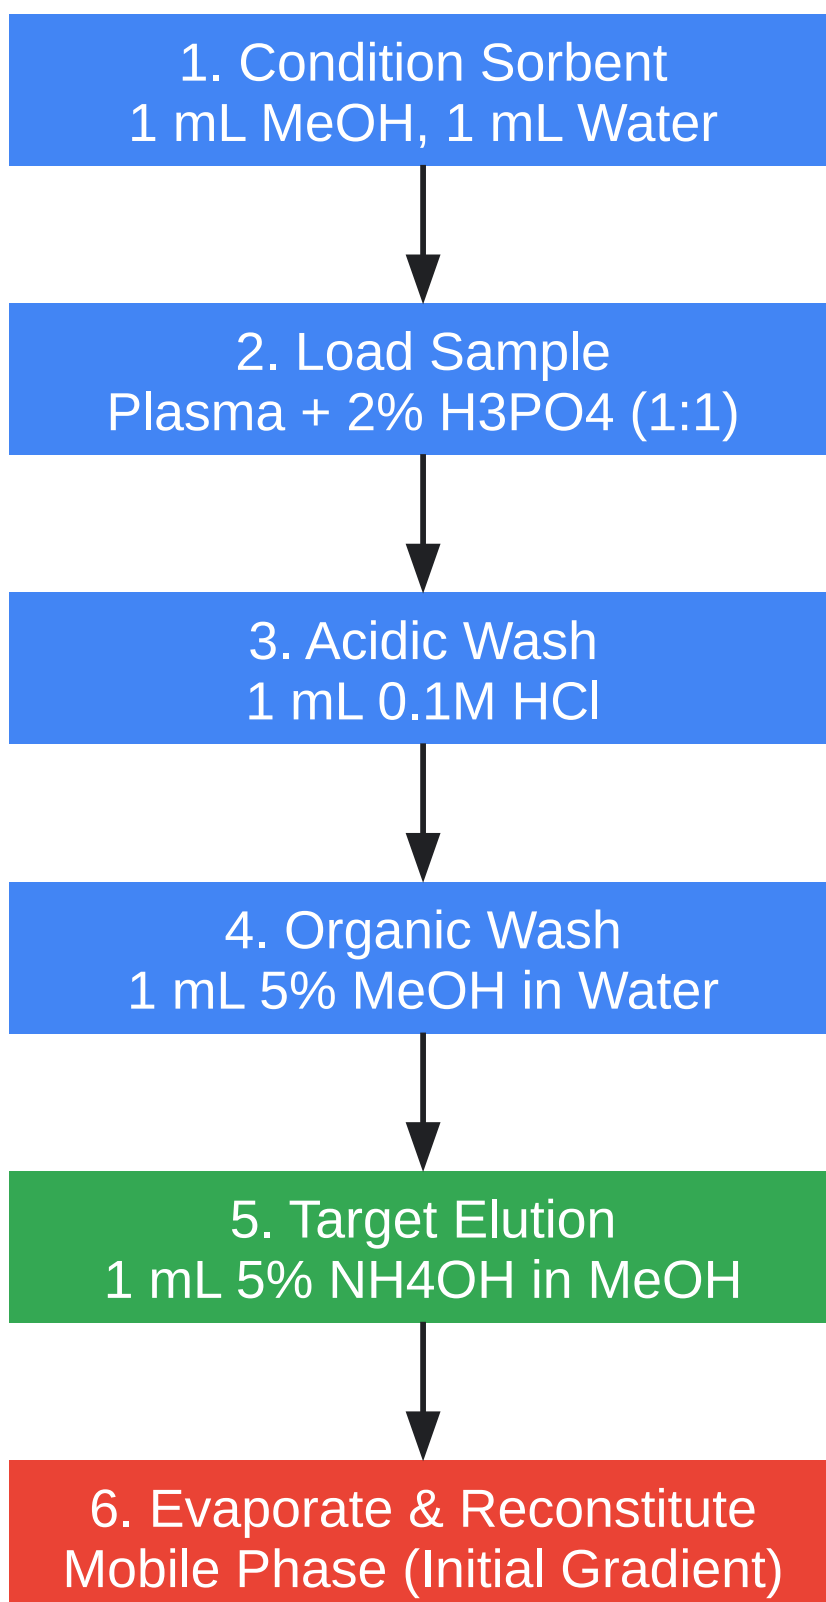 1. Condition Sorbent
1 mL MeOH, 1 mL Water
2. Load Sample
Plasma + 2% H3PO4 (1:1)
3. Acidic Wash
1 mL 0.1M HCl
4. Organic Wash
1 mL 5% MeOH in Water
5. Target Elution
1 mL 5% NH4OH in MeOH
6. Evaporate & Reconstitute
Mobile Phase (Initial Gradient)